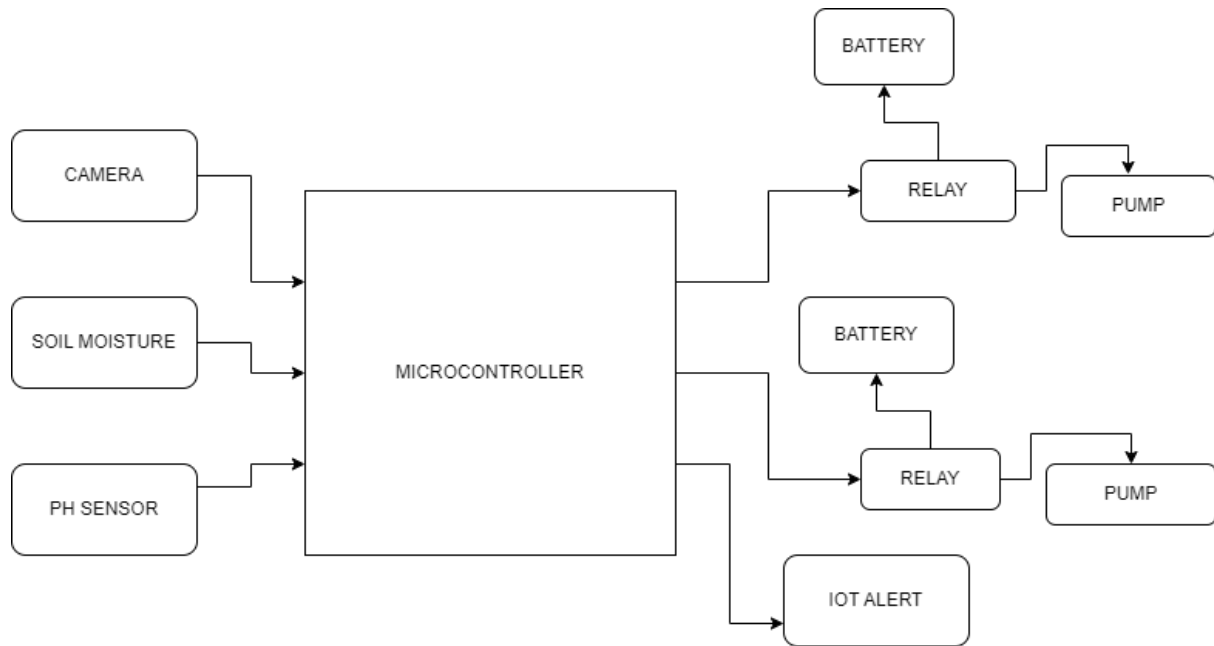 BATTERY
CAMERA
RELAY
PUMP
SOIL MOISTURE
BATTERY
MICROCONTROLLER
PH SENSOR
RELAY
PUMP
IOT ALERT